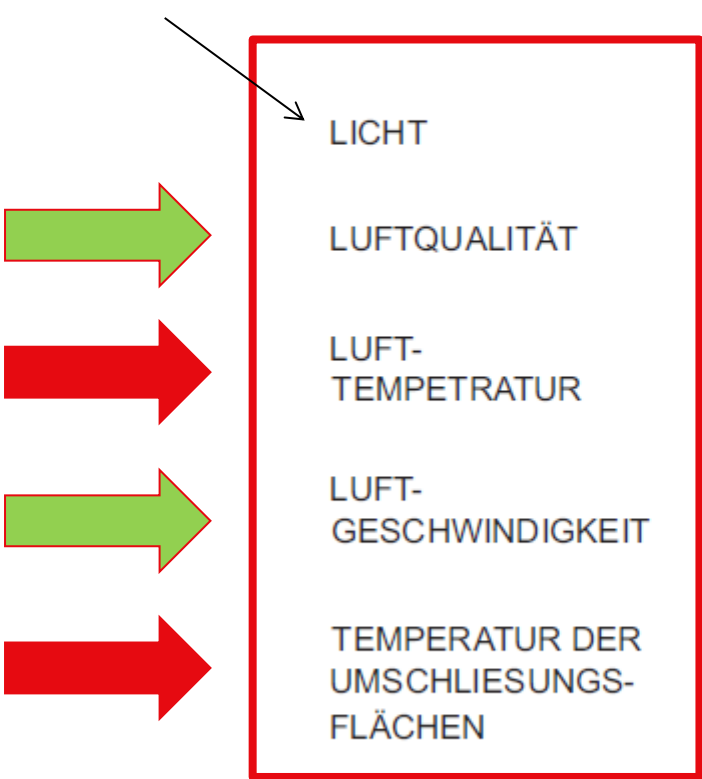 LICHT
LUFTQUALITÄT
LUFT-
TEMPETRATUR
LUFT-
GESCHWINDIGKEIT
TEMPERATUR DER
UMSCHLIESUNGS-
FLÄCHEN